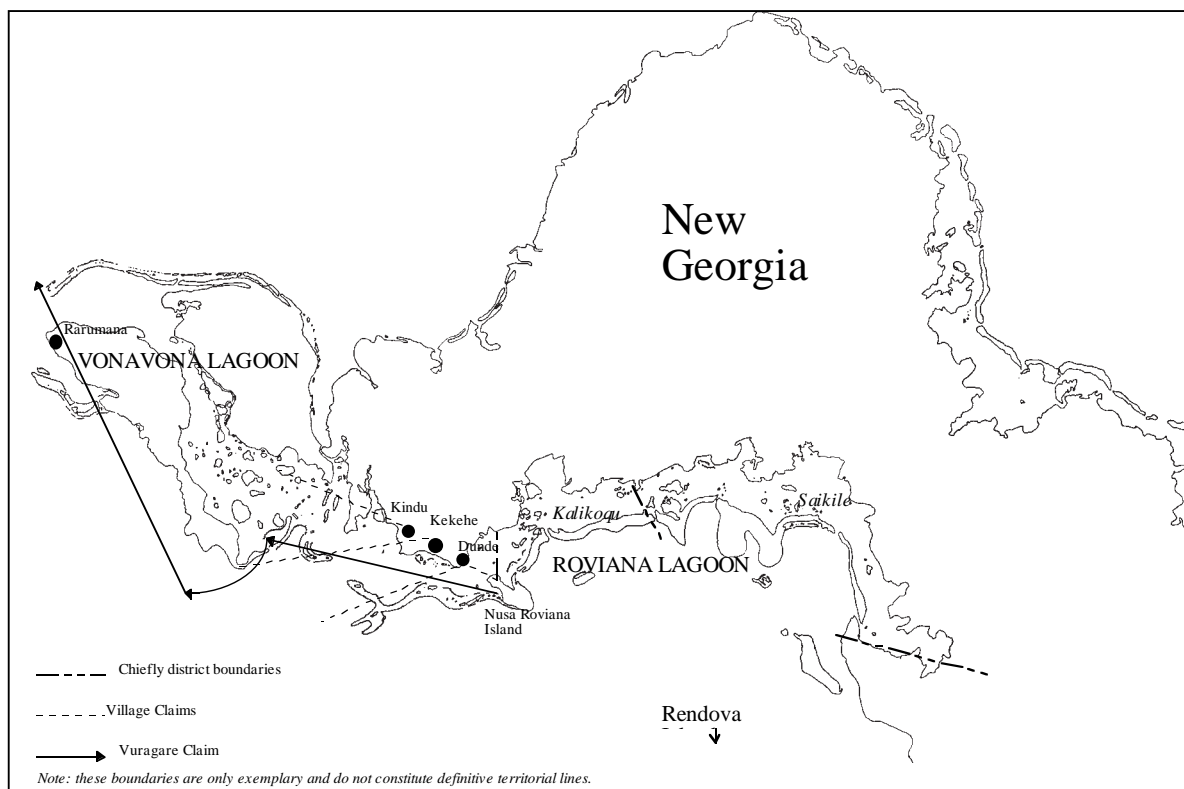 New
Georgia
Rarumana
VONAVONA LAGOON
Kindu
Kekehe
Dunde
Kalikoqu
Saikile
ROVIANA LAGOON
Nusa Roviana
Island
Rendova
Chiefly district boundaries
Village Claims
Vuragare Claim
Note: these boundaries are only exemplary and do not constitute definitive territorial lines.